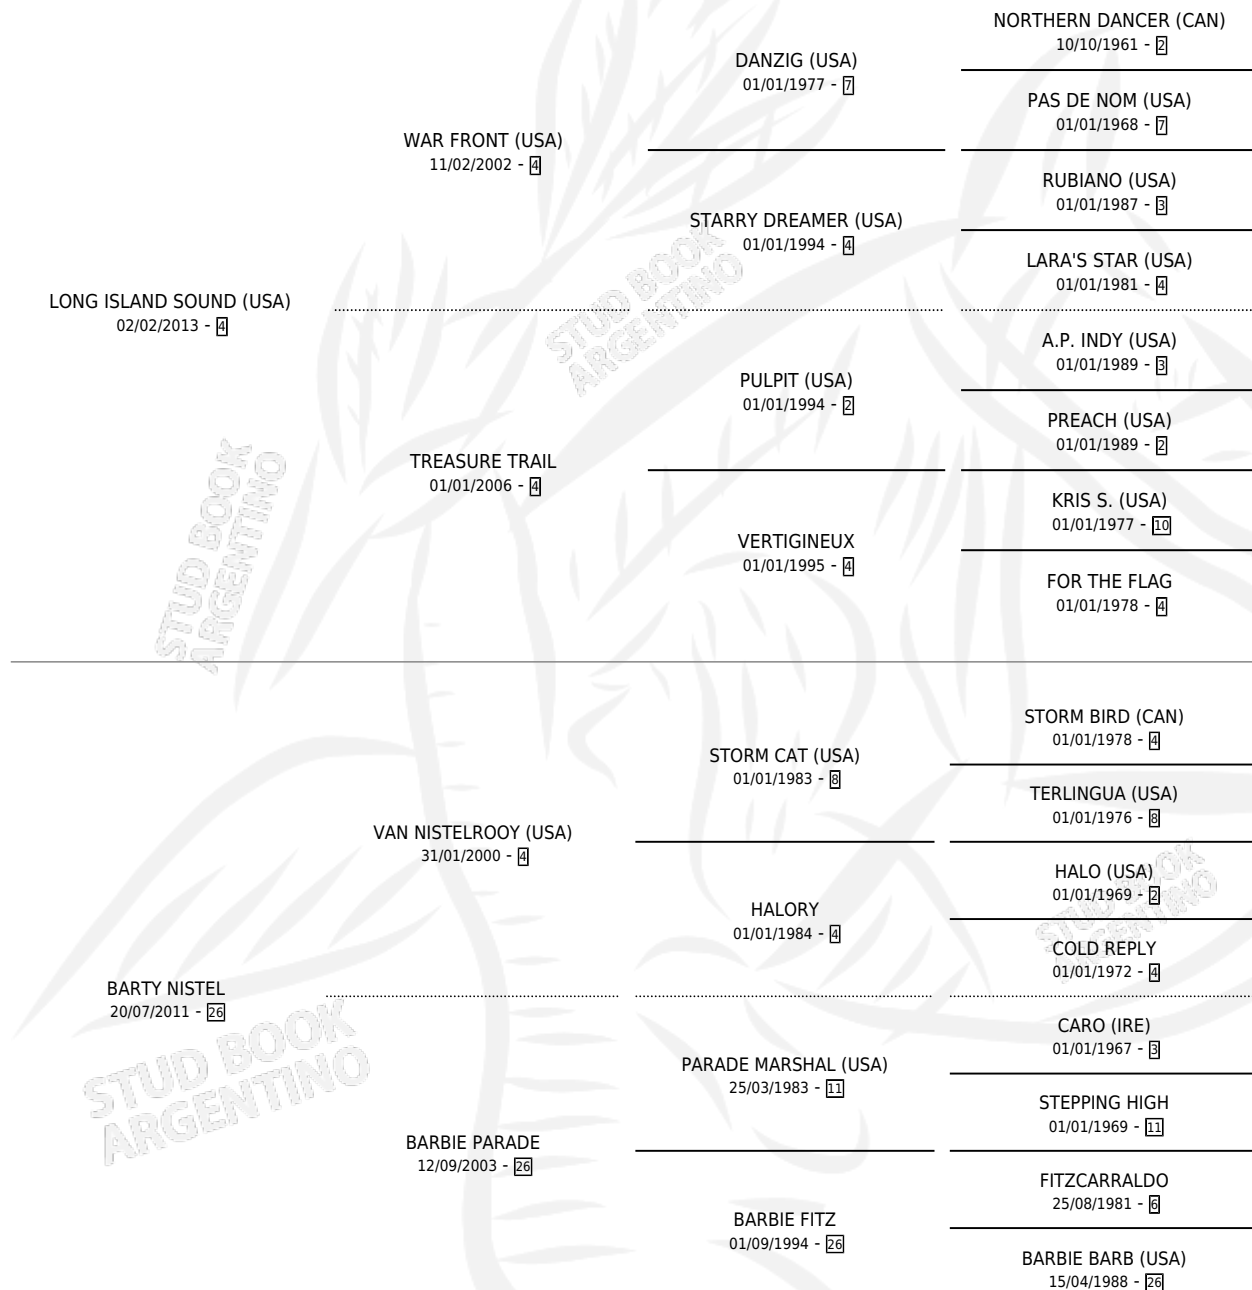 NORTHERN DANCER (CAN)
10/10/1961 - 2
DANZIG (USA)
01/01/1977 - 7
PAS DE NOM (USA)
01/01/1968 - 7
WAR FRONT (USA)
11/02/2002 - 4
RUBIANO (USA)
01/01/1987 - 3
STARRY DREAMER (USA)
01/01/1994 - 4
LARA'S STAR (USA)
01/01/1981 - 4
LONG ISLAND SOUND (USA)
02/02/2013 - 4
A.P. INDY (USA)
01/01/1989 - 3
PULPIT (USA)
01/01/1994 - 2
PREACH (USA)
01/01/1989 - 2
TREASURE TRAIL
01/01/2006 - 4
KRIS S. (USA)
01/01/1977 - 10
VERTIGINEUX
01/01/1995 - 4
FOR THE FLAG
01/01/1978 - 4
STORM BIRD (CAN)
01/01/1978 - 4
STORM CAT (USA)
01/01/1983 - 8
TERLINGUA (USA)
01/01/1976 - 8
VAN NISTELROOY (USA)
31/01/2000 - 4
HALO (USA)
01/01/1969 - 2
HALORY
01/01/1984 - 4
COLD REPLY
01/01/1972 - 4
BARTY NISTEL
20/07/2011 - 26
CARO (IRE)
01/01/1967 - 3
PARADE MARSHAL (USA)
25/03/1983 - 11
STEPPING HIGH
01/01/1969 - 11
BARBIE PARADE
12/09/2003 - 26
FITZCARRALDO
25/08/1981 - 6
BARBIE FITZ
01/09/1994 - 26
BARBIE BARB (USA)
15/04/1988 - 26
STUD BOOK
ARGENTINO
STUD BOOK
ARGENTINO
STUD BOOK
ARGENTINO
STUD BOOK
ARGENTINO